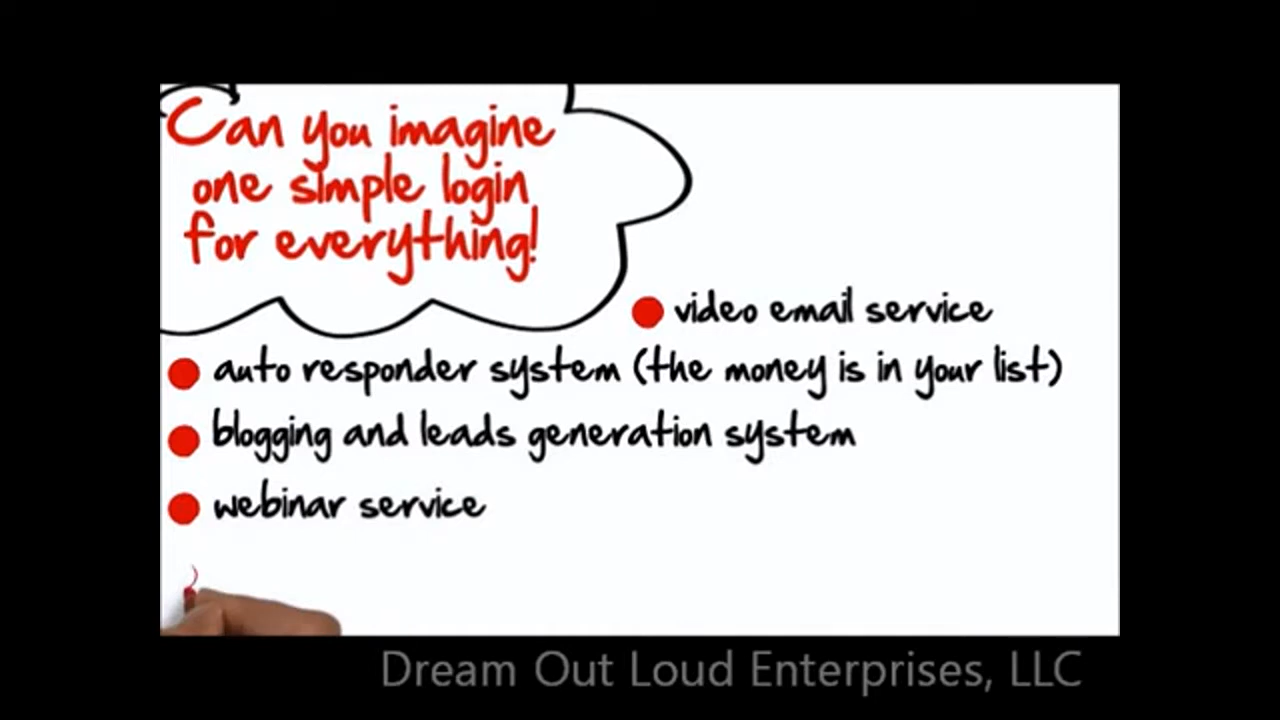 Can you imagine
one simple login
for everything!
video email service
auto responder system (the money is in your list)
blogging and leads generation system
webinar service
Dream Out Loud Enterprises, LLC